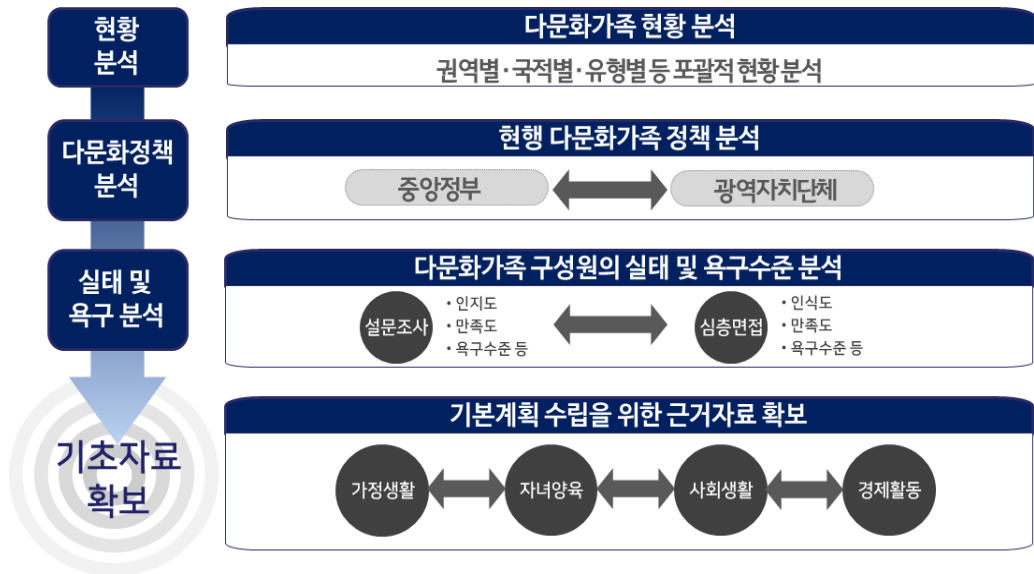 현황
분석
다문화가족 현황 분석
권역별·국적별·유형별 등 포괄적 현황 분석
다문화정책
분석
현행 다문화가족 정책 분석
중앙정부
광역자치단체
실태 및
욕구 분석
다문화가족 구성원의 실태 및 욕구수준 분석
설문조사
·인지도
·만족도
·욕구수준 등
심층면접
·인식도
·만족도
·욕구수준 등
기초자료
확보
기본계획 수립을 위한 근거자료 확보
가정생활
자녀양육
사회생활
경제활동